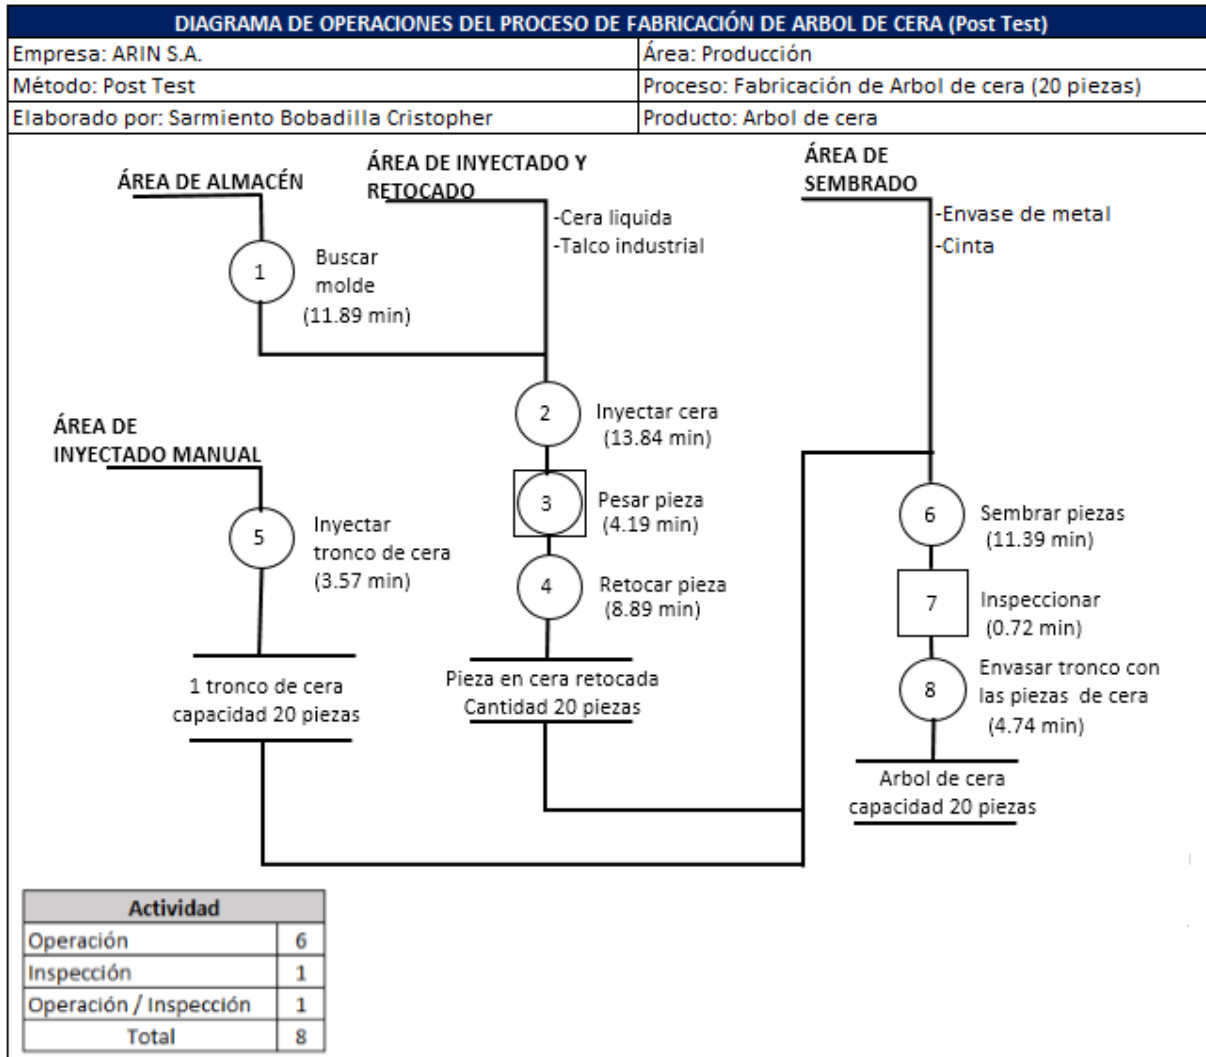 DIAGRAMA DE OPERACIONES DEL PROCESO DE FABRICACIÓN DE ARBOL DE CERA (Post Test)
Empresa: ARIN S.A.
Área: Producción
Método: Post Test
Proceso: Fabricación de Arbol de cera (20 piezas)
Elaborado por: Sarmiento Bobadilla Cristopher
Producto: Arbol de cera
ÁREA DE ALMACÉN
1
Buscar
molde
(11.89 min)
ÁREA DE INYECTADO Y
RETOCADO
-Cera liquida
-Talco industrial
2
Inyectar cera
(13.84 min)
3
Pesar pieza
(4.19 min)
4
Retocar pieza
(8.89 min)
Pieza en cera retocada
Cantidad 20 piezas
ÁREA DE
INYECTADO MANUAL
5
Inyectar
tronco de cera
(3.57 min)
1 tronco de cera
capacidad 20 piezas
ÁREA DE
SEMBRADO
-Envase de metal
-Cinta
6
Sembrar piezas
(11.39 min)
7
Inspeccionar
(0.72 min)
8
Envasar tronco con
las piezas de cera
(4.74 min)
Arbol de cera
capacidad 20 piezas
Actividad
Operación 6
Inspección 1
Operación / Inspección 1
Total 8